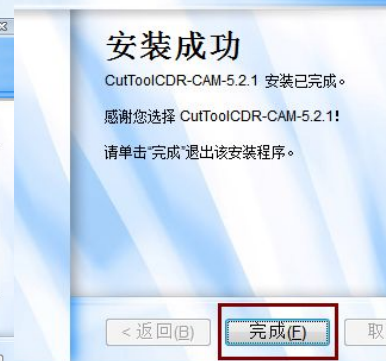 安装成功
CutToolCDR-CAM-5.2.1 安装已完成。
感谢您选择 CutToolCDR-CAM-5.2.1!
请单击“完成”退出该安装程序。
<返回(B)
完成(F)
取